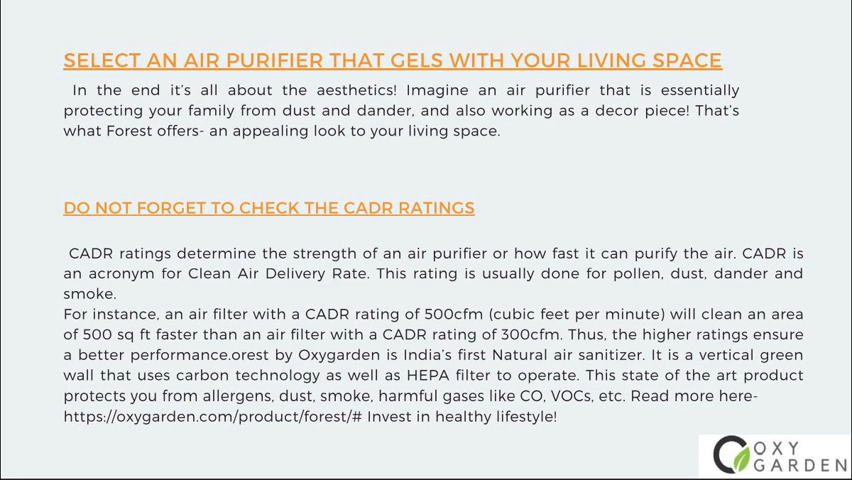 SELECT AN AIR PURIFIER THAT GELS WITH YOUR LIVING SPACE
In the end it's all about the aesthetics! Imagine an air purifier that is essentially
protecting your family from dust and dander, and also working as a decor piece! That's
what Forest offers- an appealing look to your living space.
DO NOT FORGET TO CHECK THE CADR RATINGS
CADR ratings determine the strength of an air purifier or how fast it can purify the air. CADR is
an acronym for Clean Air Delivery Rate. This rating is usually done for pollen, dust, dander and
smoke.
For instance, an air filter with a CADR rating of 500cfm (cubic feet per minute) will clean an area
of 500 sq ft faster than an air filter with a CADR rating of 300cfm. Thus, the higher ratings ensure
a better performance.orest by Oxygarden is India's first Natural air sanitizer. It is a vertical green
wall that uses carbon technology as well as HEPA filter to operate. This state of the art product
protects you from allergens, dust, smoke, harmful gases like CO, VOCs, etc. Read more here-
https://oxygarden.com/product/forest/# Invest in healthy lifestyle!
OXY
GARDEN